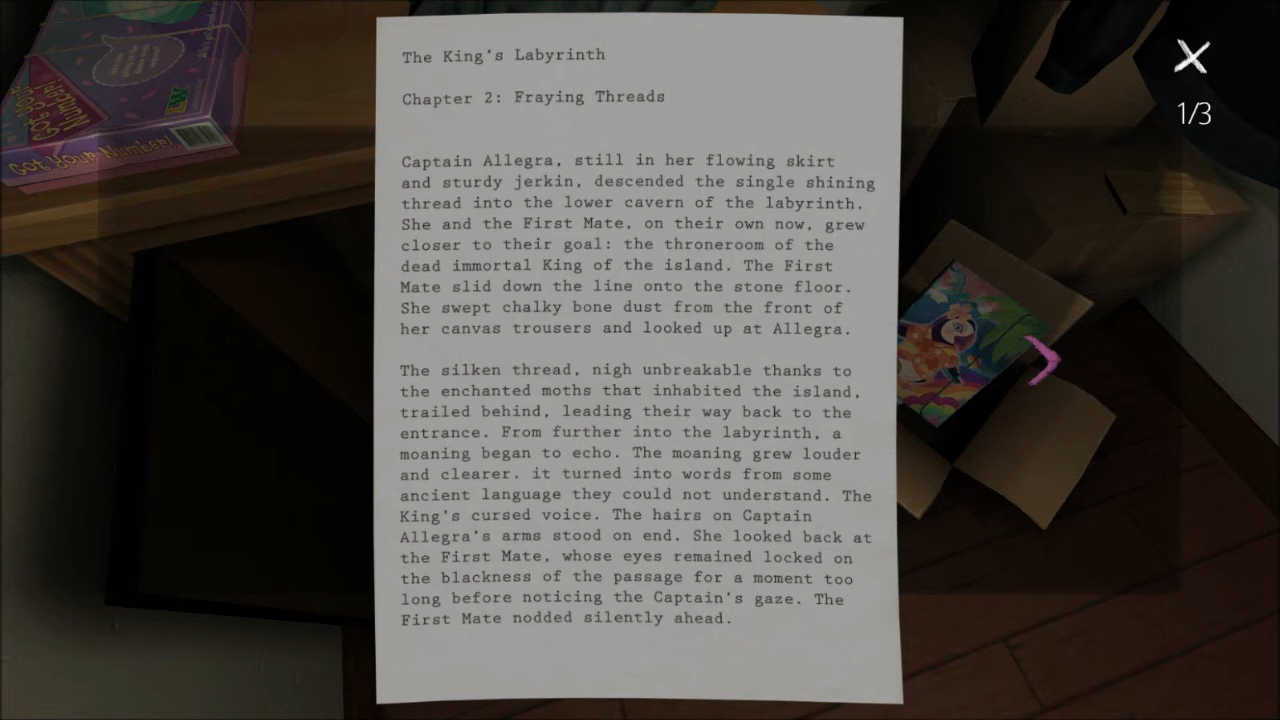 The King's Labyrinth
Chapter 2: Fraying Threads
Captain Allegra, still in her flowing skirt
and sturdy jerkin, descended the single shining
thread into the lower cavern of the labyrinth.
She and the First Mate, on their own now, grew
closer to their goal: the throneroom of the
dead immortal King of the island. The First
Mate slid down the line onto the stone floor.
She swept chalky bone dust from the front of
her canvas trousers and looked up at Allegra.
The silken thread, nigh unbreakable thanks to
the enchanted moths that inhabited the island,
trailed behind, leading their way back to the
entrance. From further into the labyrinth, a
moaning began to echo. The moaning grew louder
and clearer. it turned into words from some
ancient language they could not understand. The
King's cursed voice. The hairs on Captain
Allegra's arms stood on end. She looked back at
the First Mate, whose eyes remained locked on
the blackness of the passage for a moment too
long before noticing the Captain's gaze. The
First Mate nodded silently ahead.
1/3
Got Your Number!
Got Your Number!
EW